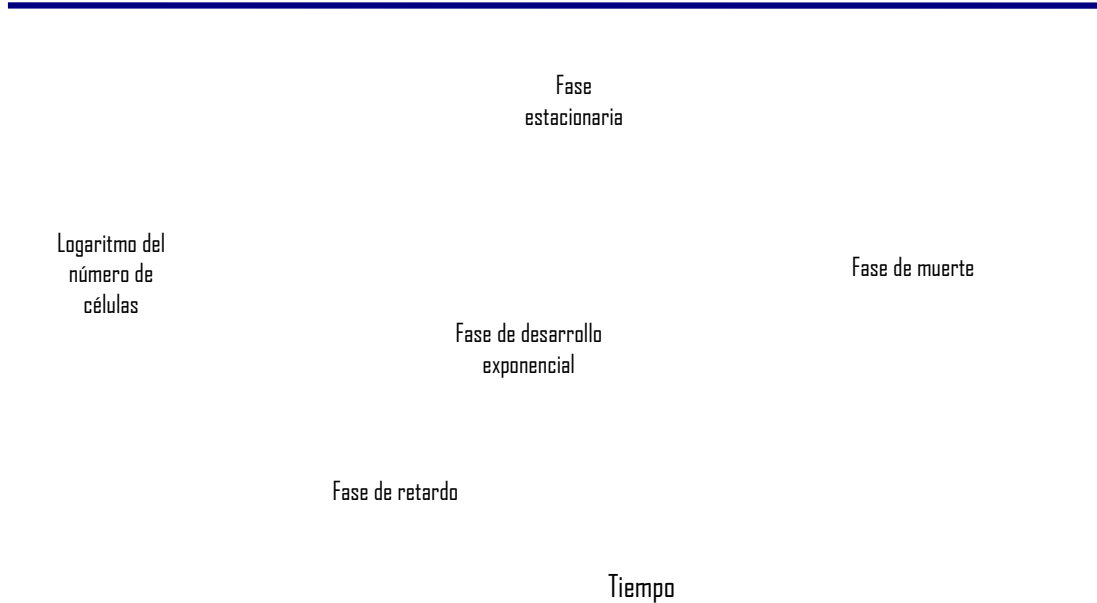 Fase
estacionaria
Logaritmo del
número de
células
Fase de muerte
Fase de desarrollo
exponencial
Fase de retardo
Tiempo